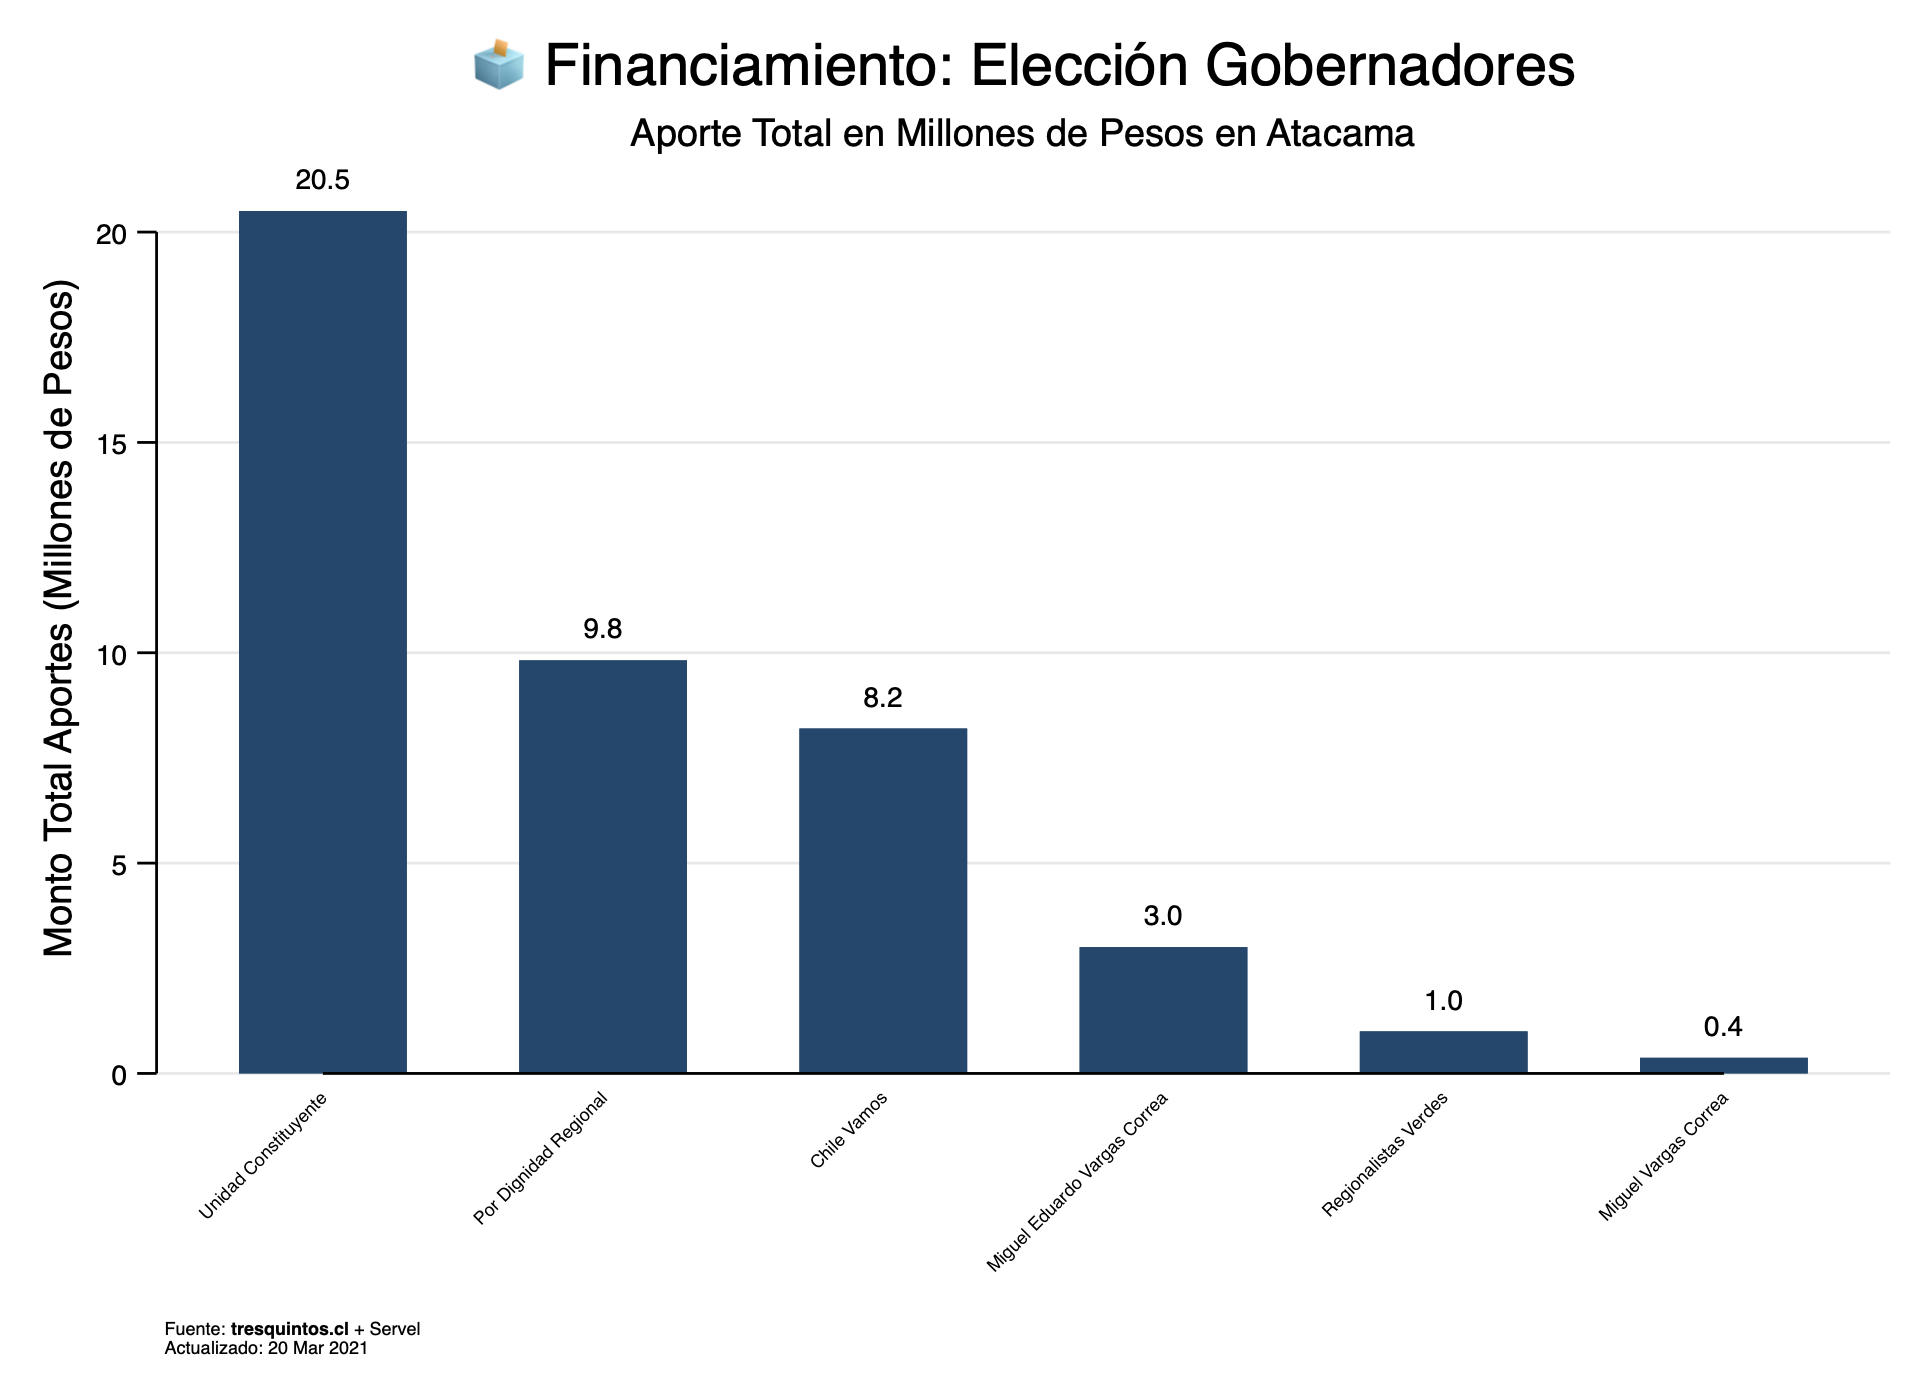 Financiamiento: Elección Gobernadores
Aporte Total en Millones de Pesos en Atacama
Monto Total Aportes (Millones de Pesos)
20
15
10
5
0
20.5
9.8
8.2
3.0
1.0
0.4
Unidad Constituyente
Por Dignidad Regional
Chile Vamos
Miguel Eduardo Vargas Correa
Regionalistas Verdes
Miguel Vargas Correa
Fuente: tresquintos.cl + Servel
Actualizado: 20 Mar 2021